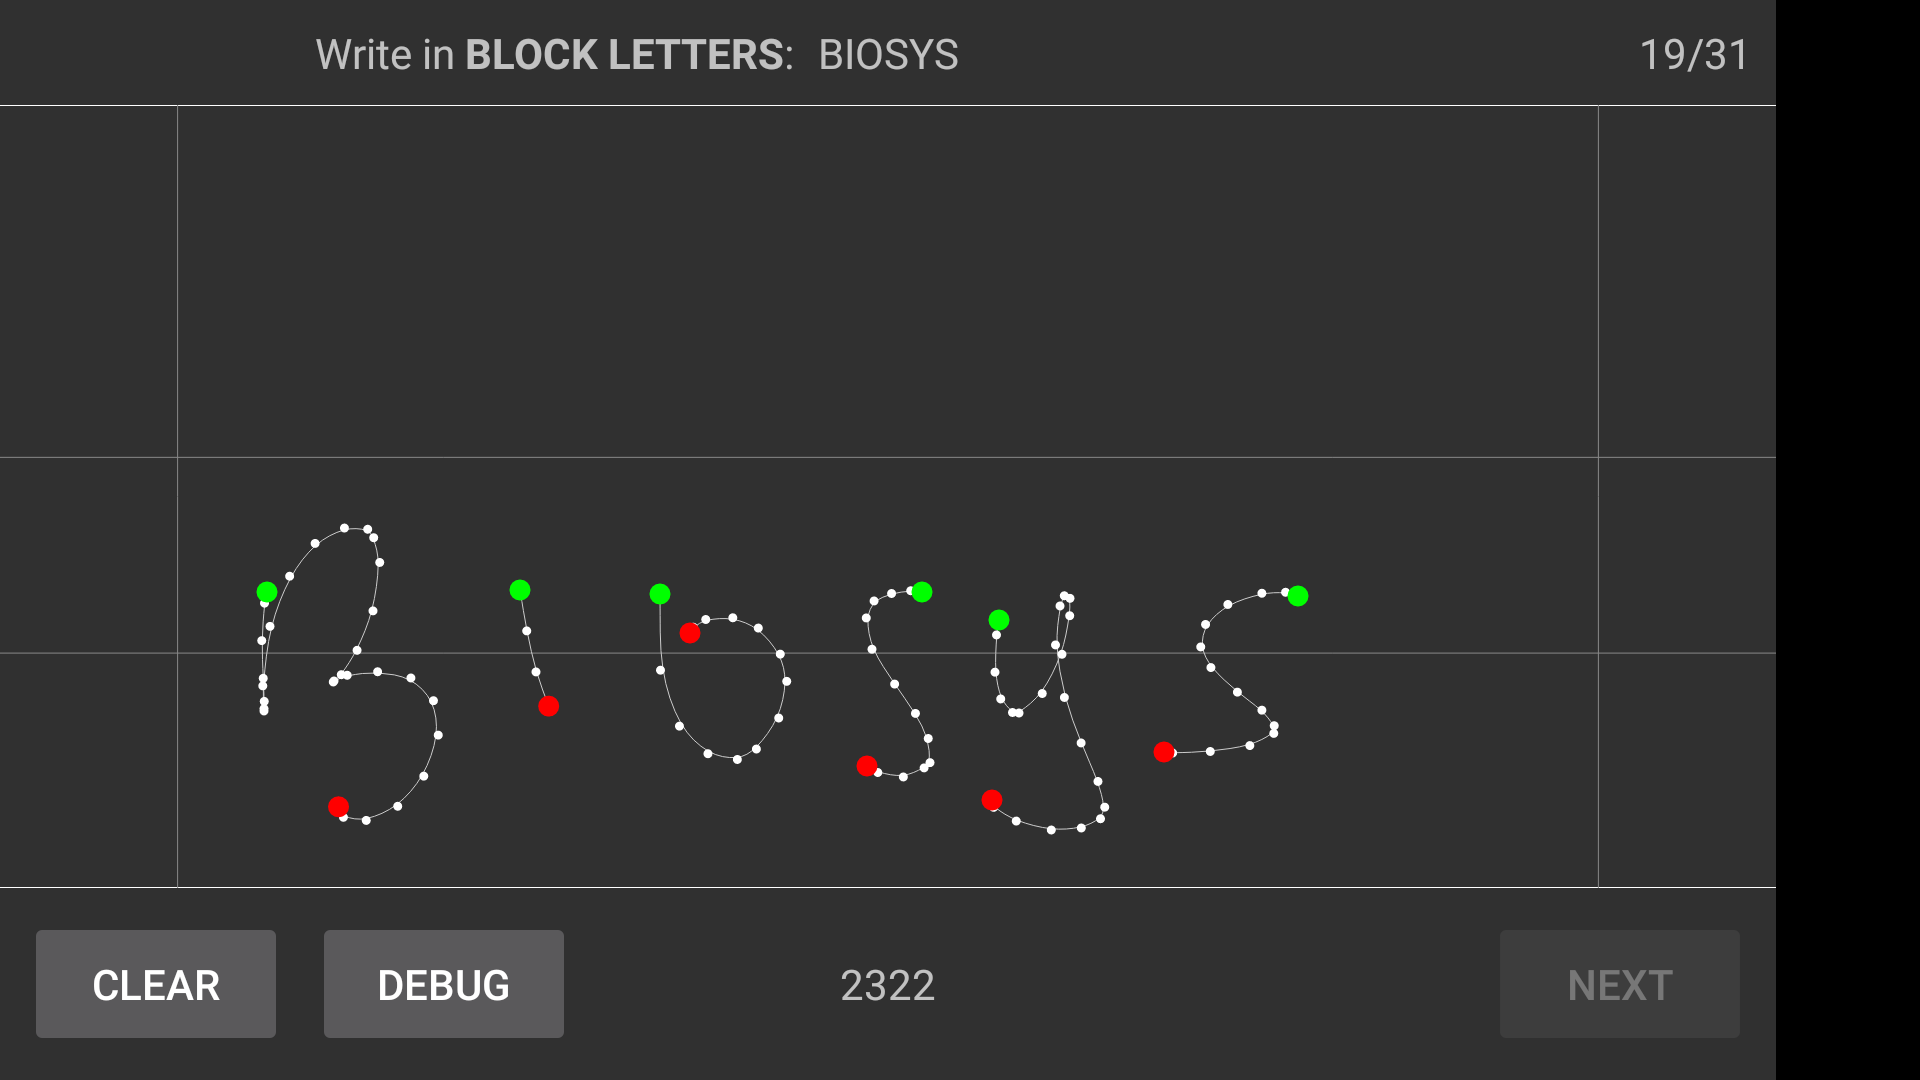 Write in BLOCK LETTERS: BIOSYS 19/31
BIOSYS
CLEAR DEBUG 2322 NEXT